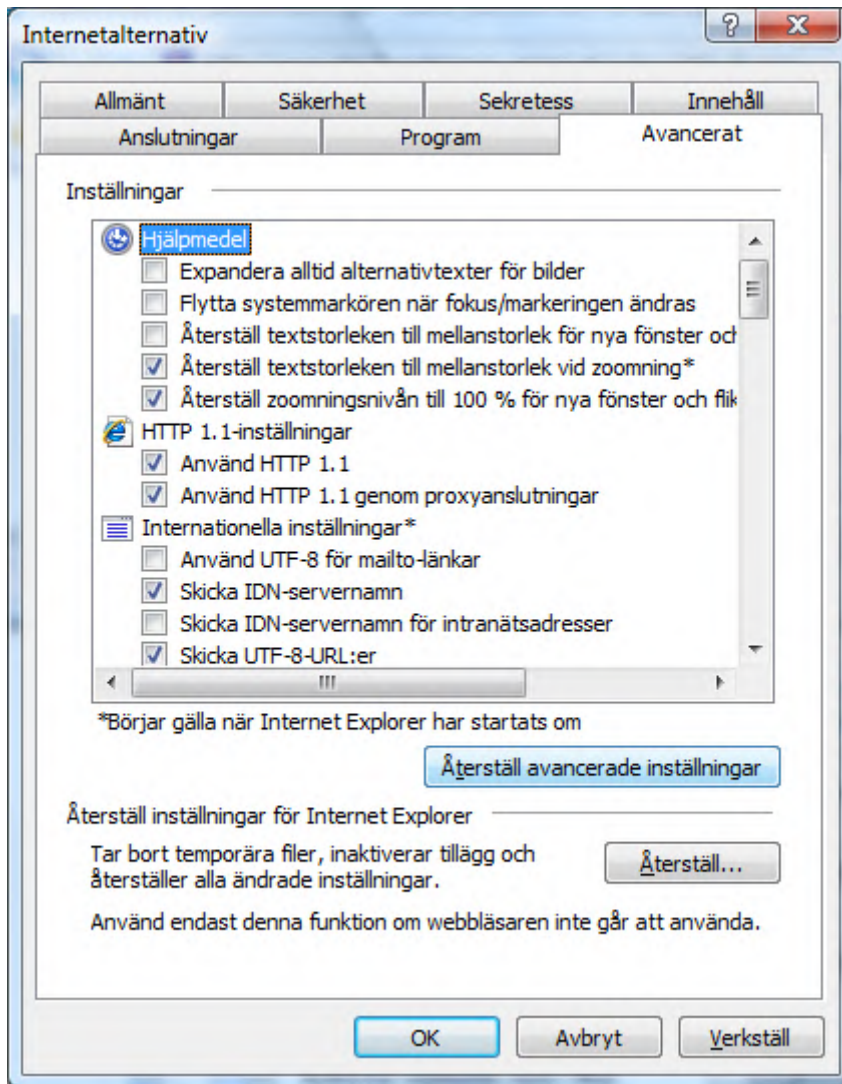 Internetalternativ
Allmänt Säkerhet Sekretess Innehåll
Anslutningar Program Avancerat
Inställningar
Hjälpmedel
Expandera alltid alternativtexter för bilder
Flytta systemmarkören när fokus/markeringen ändras
Återställ textstorleken till mellanstorlek för nya fönster och
Återställ textstorleken till mellanstorlek vid zoomning*
Återställ zoomningsnivån till 100 % för nya fönster och flik
HTTP 1.1-inställningar
Använd HTTP 1.1
Använd HTTP 1.1 genom proxyanslutningar
Internationella inställningar*
Använd UTF-8 för mailto-länkar
Skicka IDN-servernamn
Skicka IDN-servernamn för intranätsadresser
Skicka UTF-8-URL:er
*Börjar gälla när Internet Explorer har startats om
Återställ avancerade inställningar
Återställ inställningar för Internet Explorer
Tar bort temporära filer, inaktiverar tillägg och
återställer alla ändrade inställningar.
Återställ...
Använd endast denna funktion om webbläsaren inte går att använda.
OK Avbryt Verkställ